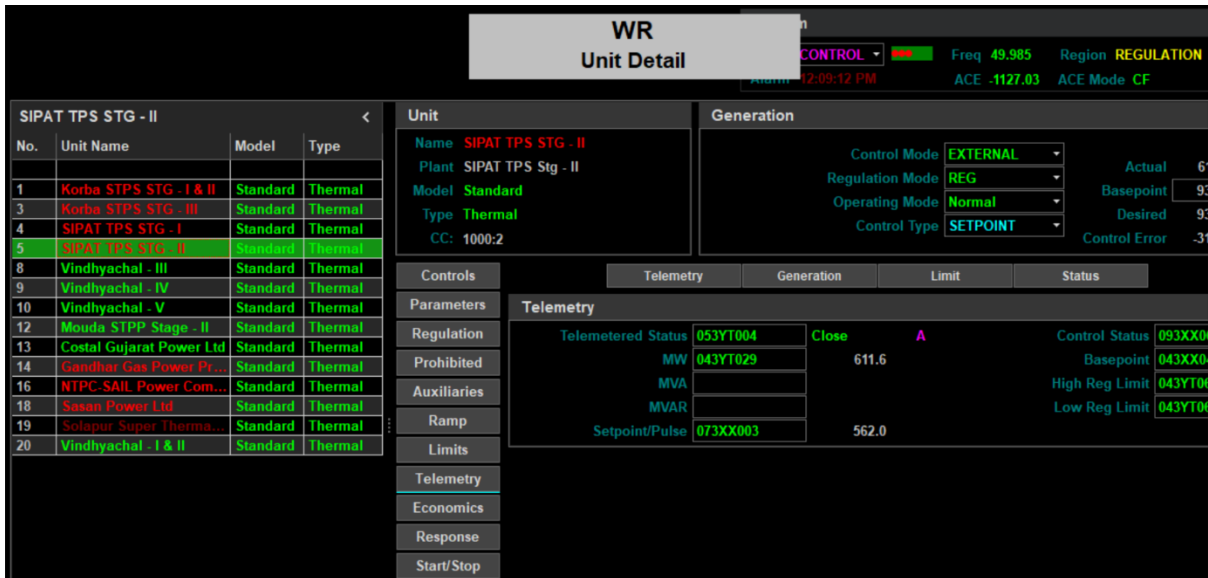 WR
Unit Detail
CONTROL
Freq 49.985 Region REGULATION
Alarm 12:09:12 PM ACE -1127.03 ACE Mode CF
SIPAT TPS STG - II <
No. Unit Name Model Type
1 Korba STPS STG - I & II Standard Thermal
3 Korba STPS STG - III Standard Thermal
4 SIPAT TPS STG - I Standard Thermal
5 SIPAT TPS STG - II Standard Thermal
8 Vindhyachal - III Standard Thermal
9 Vindhyachal - IV Standard Thermal
10 Vindhyachal - V Standard Thermal
12 Mouda STPP Stage - II Standard Thermal
13 Costal Gujarat Power Ltd Standard Thermal
14 Gandhar Gas Power Pr... Standard Thermal
16 NTPC-SAIL Power Com... Standard Thermal
18 Sasan Power Ltd Standard Thermal
19 Solapur Super Therma... Standard Thermal
20 Vindhyachal - I & II Standard Thermal
Unit
Name SIPAT TPS STG - II
Plant SIPAT TPS Stg - II
Model Standard
Type Thermal
CC: 1000:2
Generation
Control Mode EXTERNAL
Regulation Mode REG
Operating Mode Normal
Control Type SETPOINT
Actual
Basepoint
Desired
Control Error
Controls
Parameters
Regulation
Prohibited
Auxiliaries
Ramp
Limits
Telemetry
Economics
Response
Start/Stop
Telemetry Generation Limit Status
Telemetry
Telemetered Status 053YT004 Close A Control Status
MW 043YT029 611.6 Basepoint
MVA High Reg Limit
MVAR Low Reg Limit
Setpoint/Pulse 073XX003 562.0